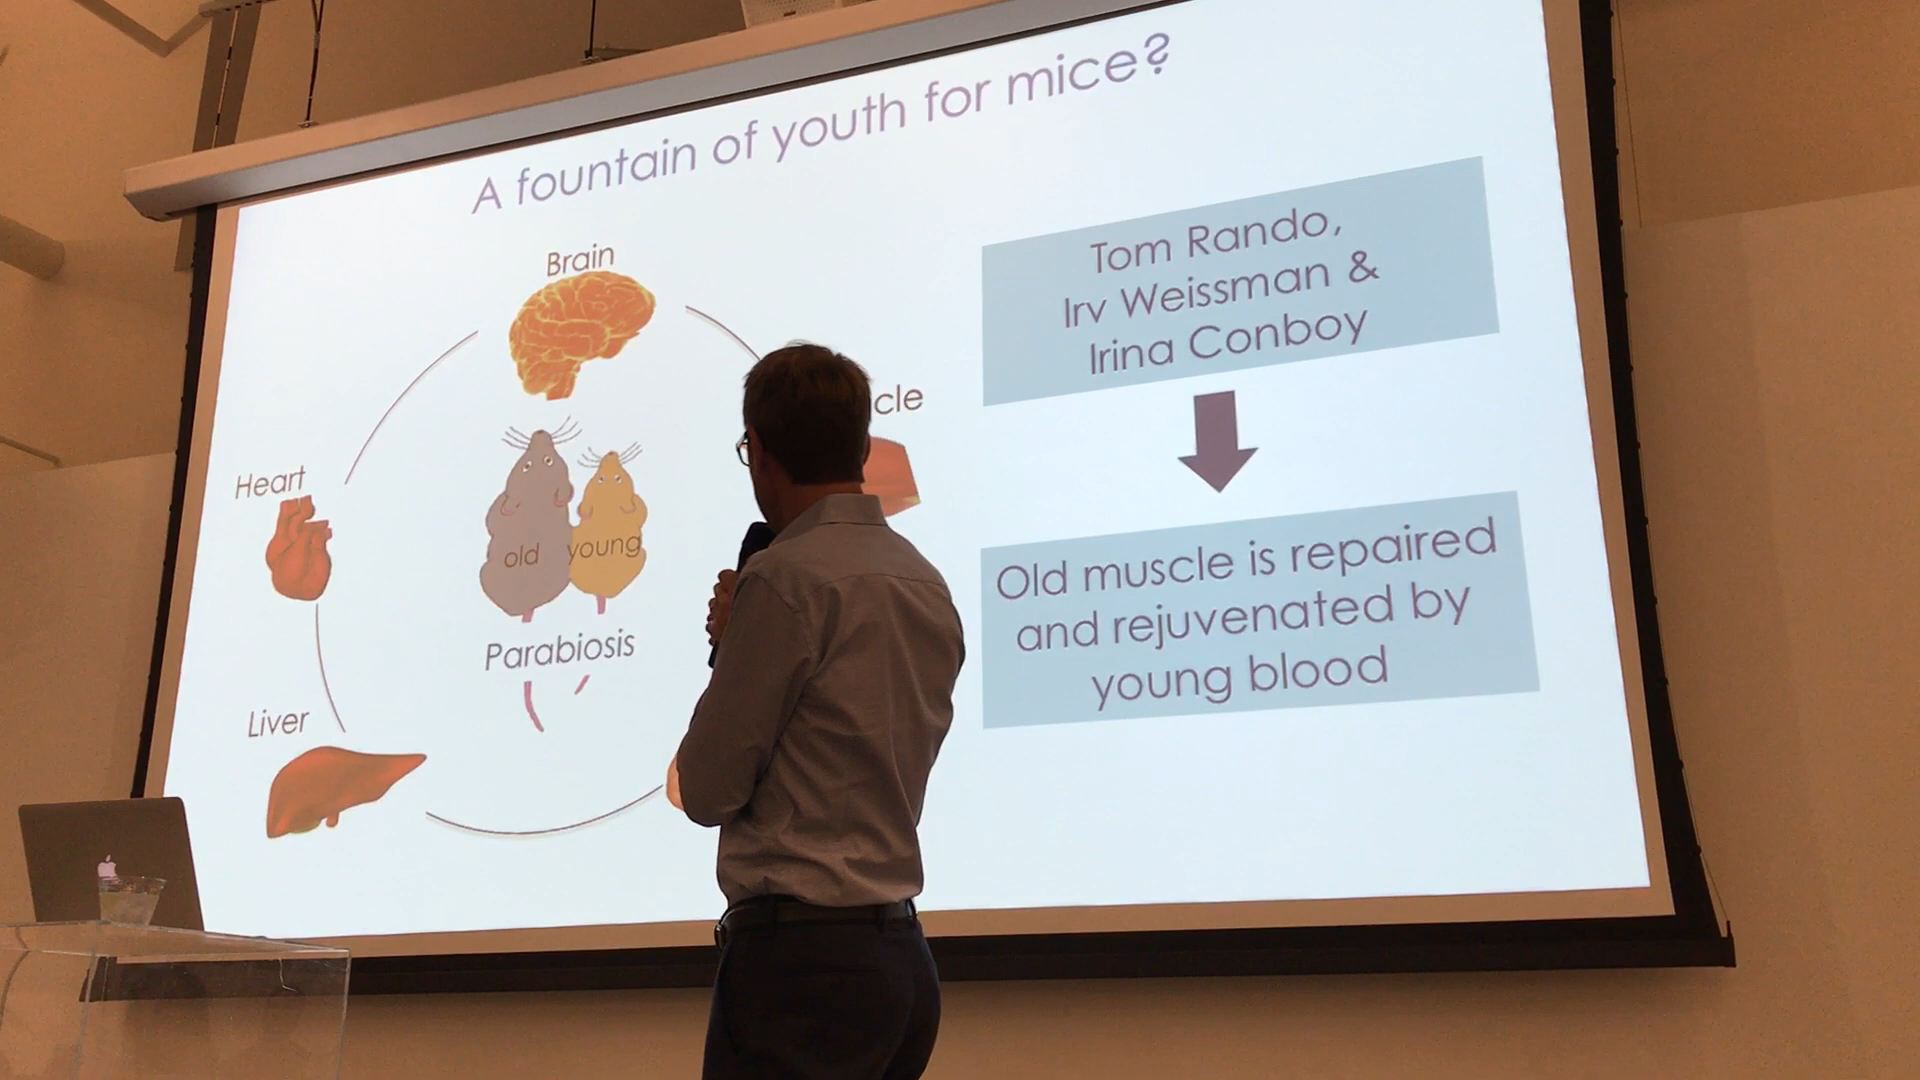 A fountain of youth for mice?
Brain
cle
Heart
old
young
Parabiosis
Liver
Tom Rando,
Irv Weissman &
Irina Conboy
Old muscle is repaired
and rejuvenated by
young blood